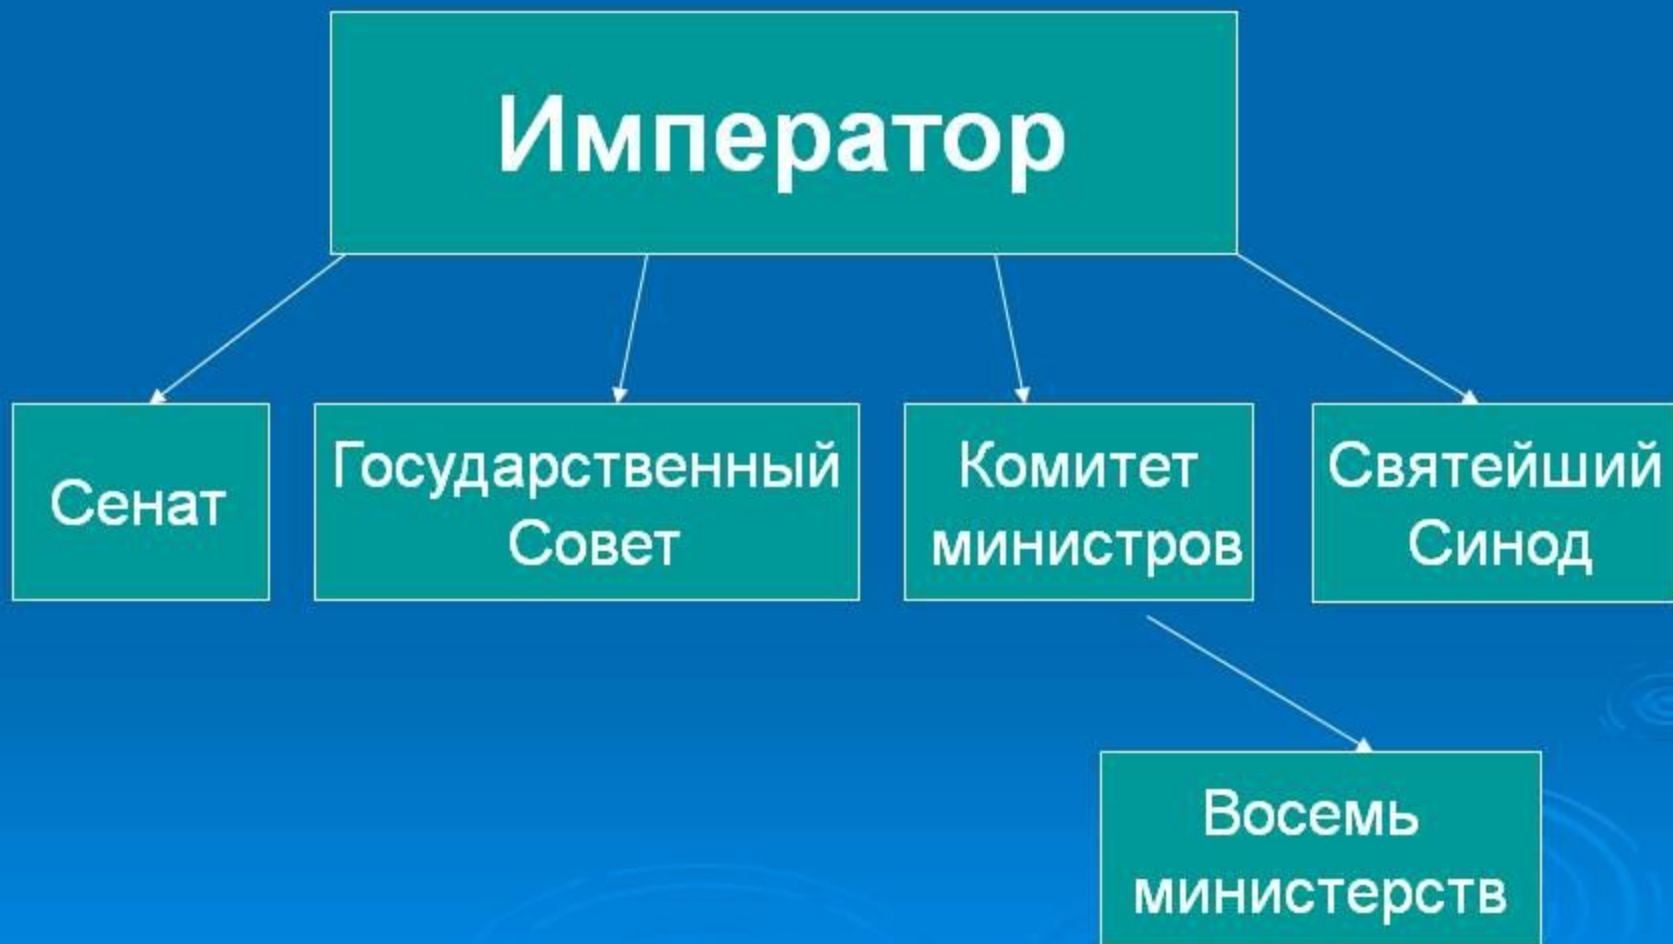 Император
Сенат
Государственный
Совет
Комитет
министров
Святейший
Синод
Восемь
министерств